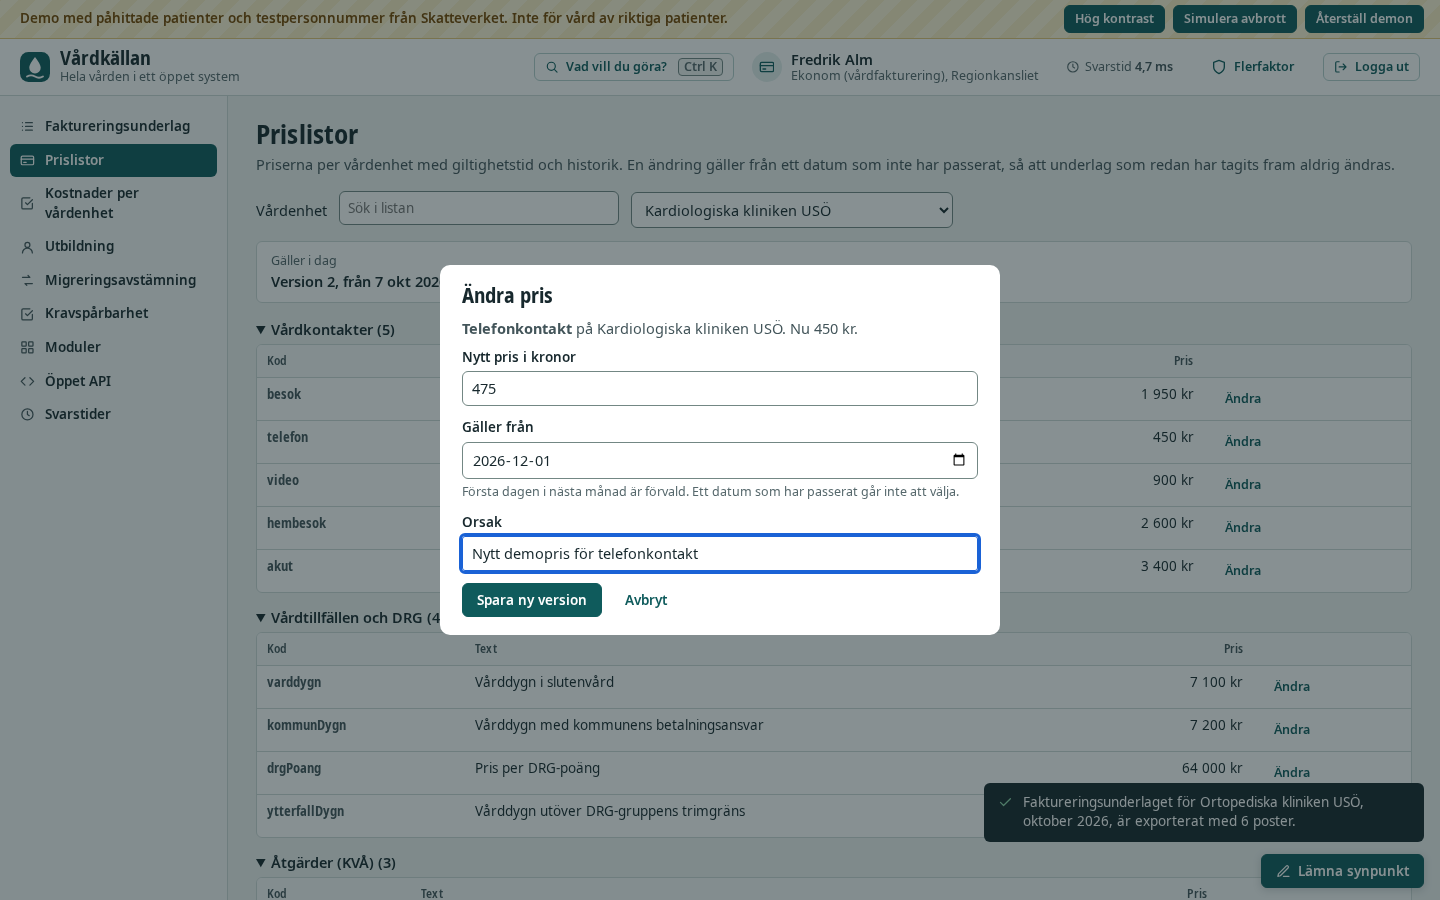 Demo med påhittade patienter och testpersonnummer från Skatteverket. Inte för vård av riktiga patienter.
Hög kontrast
Simulera avbrott
Återställ demon
Vårdkällan
Hela vården i ett öppet system
Vad vill du göra?
Ctrl K
Fredrik Alm
Ekonom (vårdfakturering), Regionkansliet
Svarstid 4,7 ms
Flerfaktor
Logga ut
Faktureringsunderlag
Prislistor
Kostnader per
vårdenhet
Utbildning
Migreringsavstämning
Kravspårbarhet
Moduler
Öppet API
Svarstider
Prislistor
Priserna per vårdenhet med giltighetstid och historik. En ändring gäller från ett datum som inte har passerat, så att underlag som redan har tagits fram aldrig ändras.
Vårdenhet
Sök i listan
Kardiologiska kliniken USÖ
Gäller i dag
Version 2, från 7 okt 202
Vårdkontakter (5)
Kod
Pris
besok
1 950 kr
Ändra
telefon
450 kr
Ändra
video
900 kr
Ändra
hembesok
2 600 kr
Ändra
akut
3 400 kr
Ändra
Ändra pris
Telefonkontakt på Kardiologiska kliniken USÖ. Nu 450 kr.
Nytt pris i kronor
475
Gäller från
2026-12-01
Första dagen i nästa månad är förvald. Ett datum som har passerat går inte att välja.
Orsak
Nytt demopris för telefonkontakt
Spara ny version
Avbryt
Vårdtillfällen och DRG (4
Kod
Text
Pris
varddygn
Vårddygn i slutenvård
7 100 kr
Ändra
kommunDygn
Vårddygn med kommunens betalningsansvar
7 200 kr
Ändra
drgPoang
Pris per DRG-poäng
64 000 kr
Ändra
ytterfallDygn
Vårddygn utöver DRG-gruppens trimgräns
Faktureringsunderlaget för Ortopediska kliniken USÖ,
oktober 2026, är exporterat med 6 poster.
Åtgärder (KVÅ) (3)
Kod
Text
Pris
Lämna synpunkt